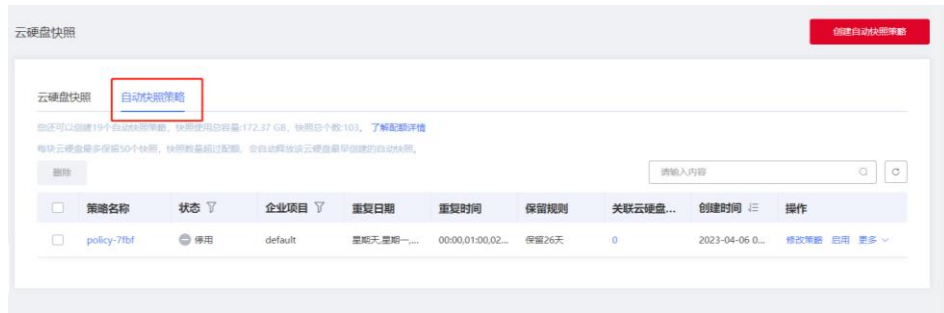 云硬盘快照
创建自动快照策略
云硬盘快照 自动快照策略
您还可以创建19个自动快照策略，快照使用总容量:172.37 GB，快照总个数:103。 了解配额详情
每块云硬盘最多保留50个快照，快照数量超过配额，会自动释放该云硬盘最早创建的自动快照。
删除
请输入内容
策略名称 状态 企业项目 重复日期 重复时间 保留规则 关联云硬盘... 创建时间 操作
policy-7fbf 停用 default 星期天,星期一,... 00:00,01:00,02... 保留26天 0 2023-04-06 0... 修改策略 启用 更多